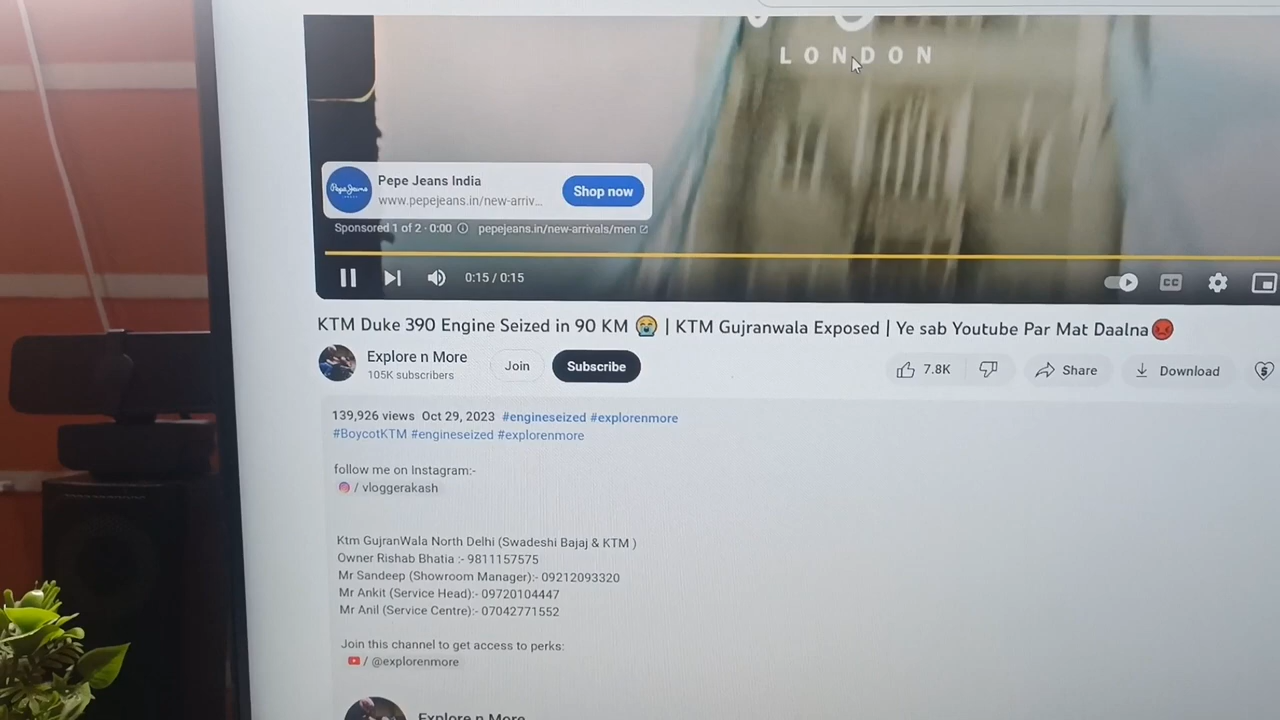 LONDON
Pepe Jeans India
www.pepejeans.in/new-arriv...
Shop now
Pepe Jeans
Sponsored 1 of 2 · 0:00 pepejeans.in/new-arrivals/men
0:15 / 0:15
CC
KTM Duke 390 Engine Seized in 90 KM 😭 | KTM Gujranwala Exposed | Ye sab Youtube Par Mat Daalna😡
Explore n More
105K subscribers
Join
Subscribe
7.8K
Share
Download
139,926 views Oct 29, 2023 #engineseized #explorenmore
#BoycotKTM #engineseized #explorenmore
follow me on Instagram:-
/ vloggerakash
Ktm GujranWala North Delhi (Swadeshi Bajaj & KTM )
Owner Rishab Bhatia :- 9811157575
Mr Sandeep (Showroom Manager):- 09212093320
Mr Ankit (Service Head):- 09720104447
Mr Anil (Service Centre):- 07042771552
Join this channel to get access to perks:
/ @explorenmore
Explore n More